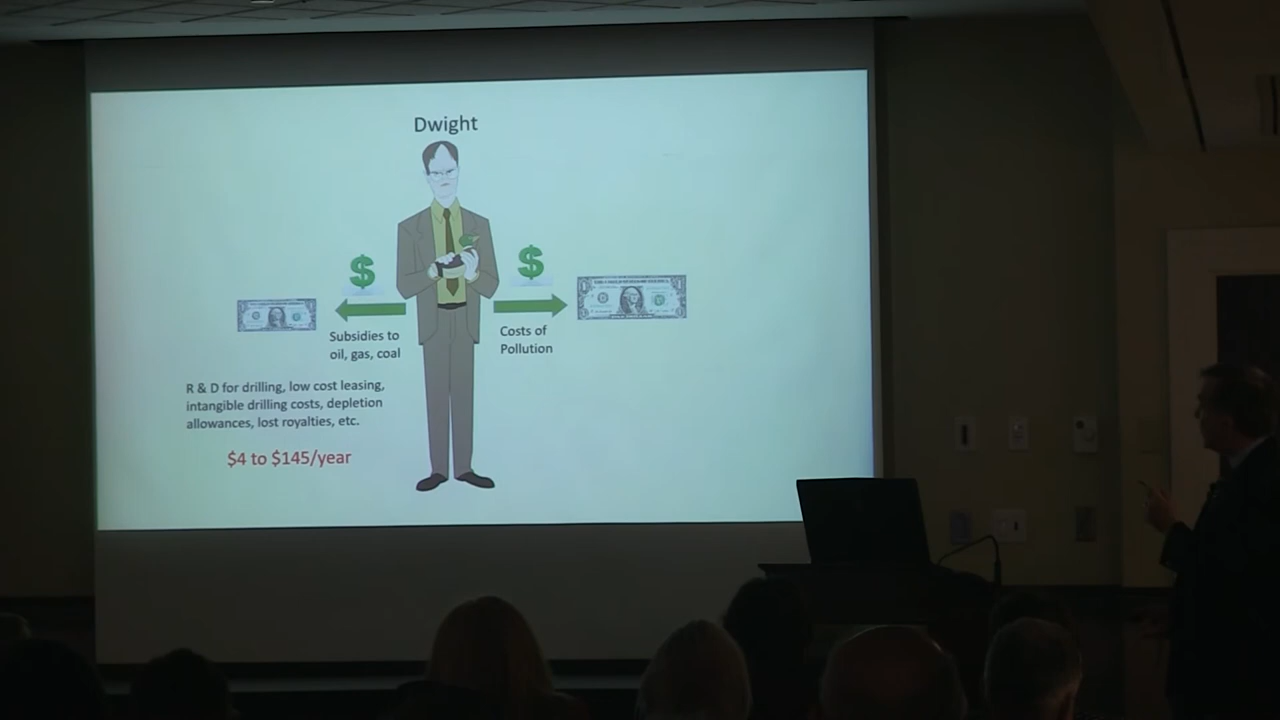 Dwight
$
$
Subsidies to
oil, gas, coal
Costs of
Pollution
R & D for drilling, low cost leasing,
intangible drilling costs, depletion
allowances, lost royalties, etc.
$4 to $145/year